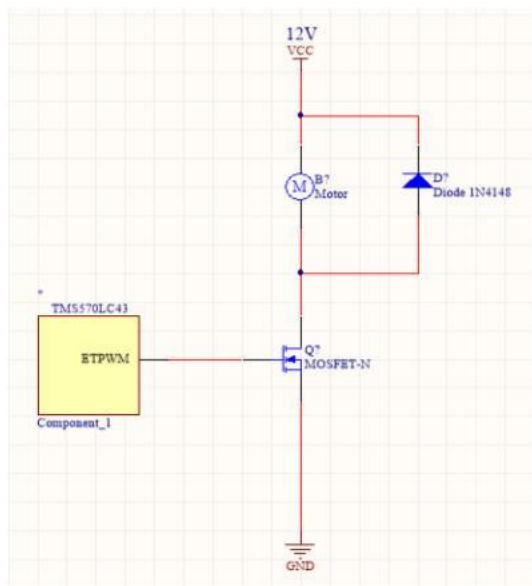 12V
VCC
M
B?
Motor
D?
Diode 1N4148
*
TMS570LC43
ETPWM
Component_1
Q?
MOSFET-N
GND